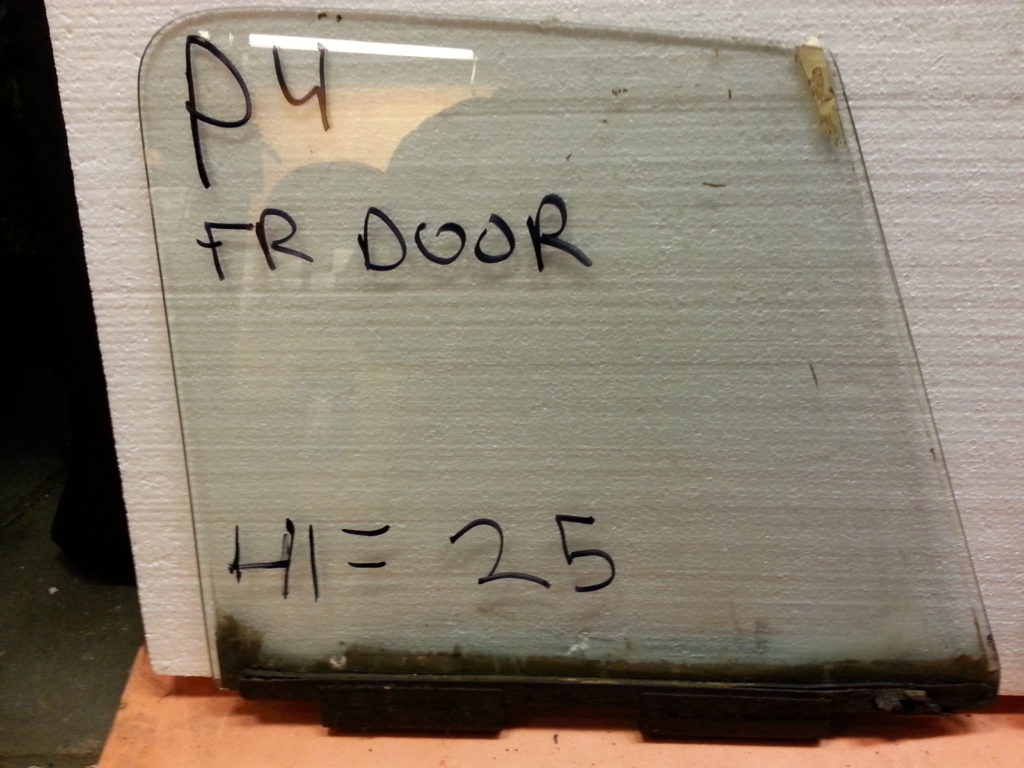 P4
FR DOOR
H1 = 25